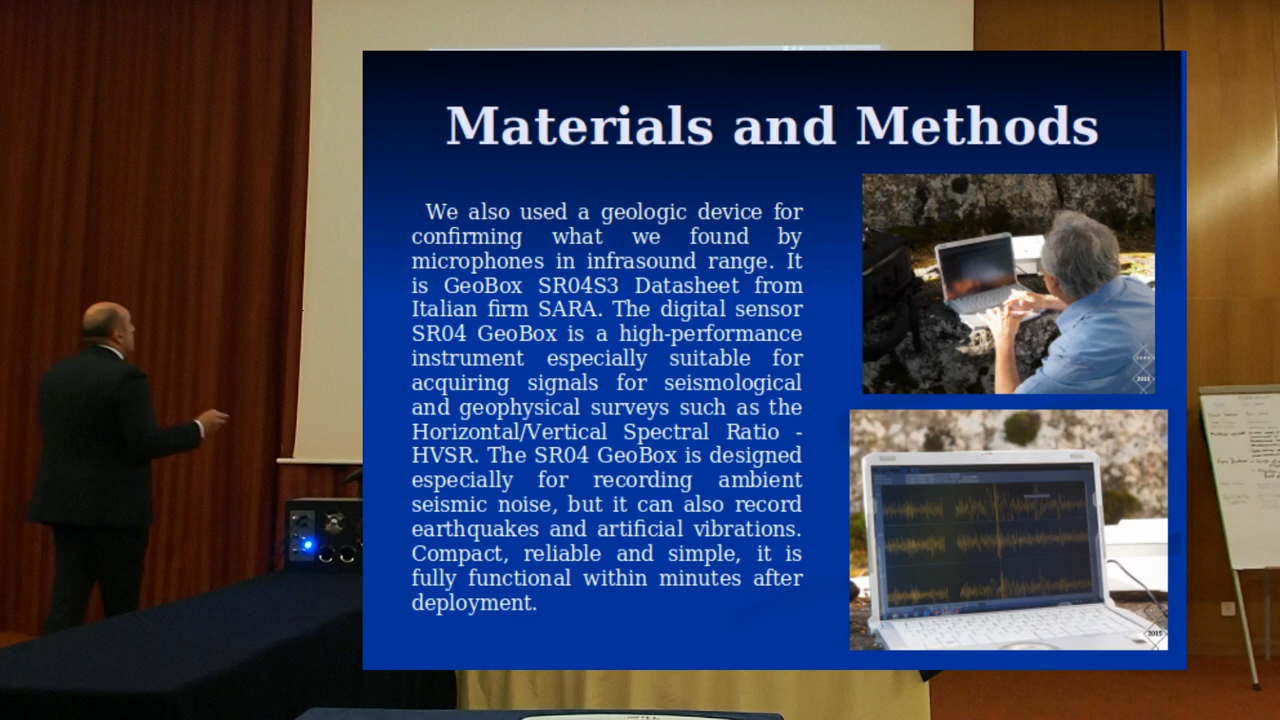 Materials and Methods
We also used a geologic device for
confirming what we found by
microphones in infrasound range. It
is GeoBox SR04S3 Datasheet from
Italian firm SARA. The digital sensor
SR04 GeoBox is a high-performance
instrument especially suitable for
acquiring signals for seismological
and geophysical surveys such as the
Horizontal/Vertical Spectral Ratio -
HVSR. The SR04 GeoBox is designed
especially for recording ambient
seismic noise, but it can also record
earthquakes and artificial vibrations.
Compact, reliable and simple, it is
fully functional within minutes after
deployment.
2015
2015